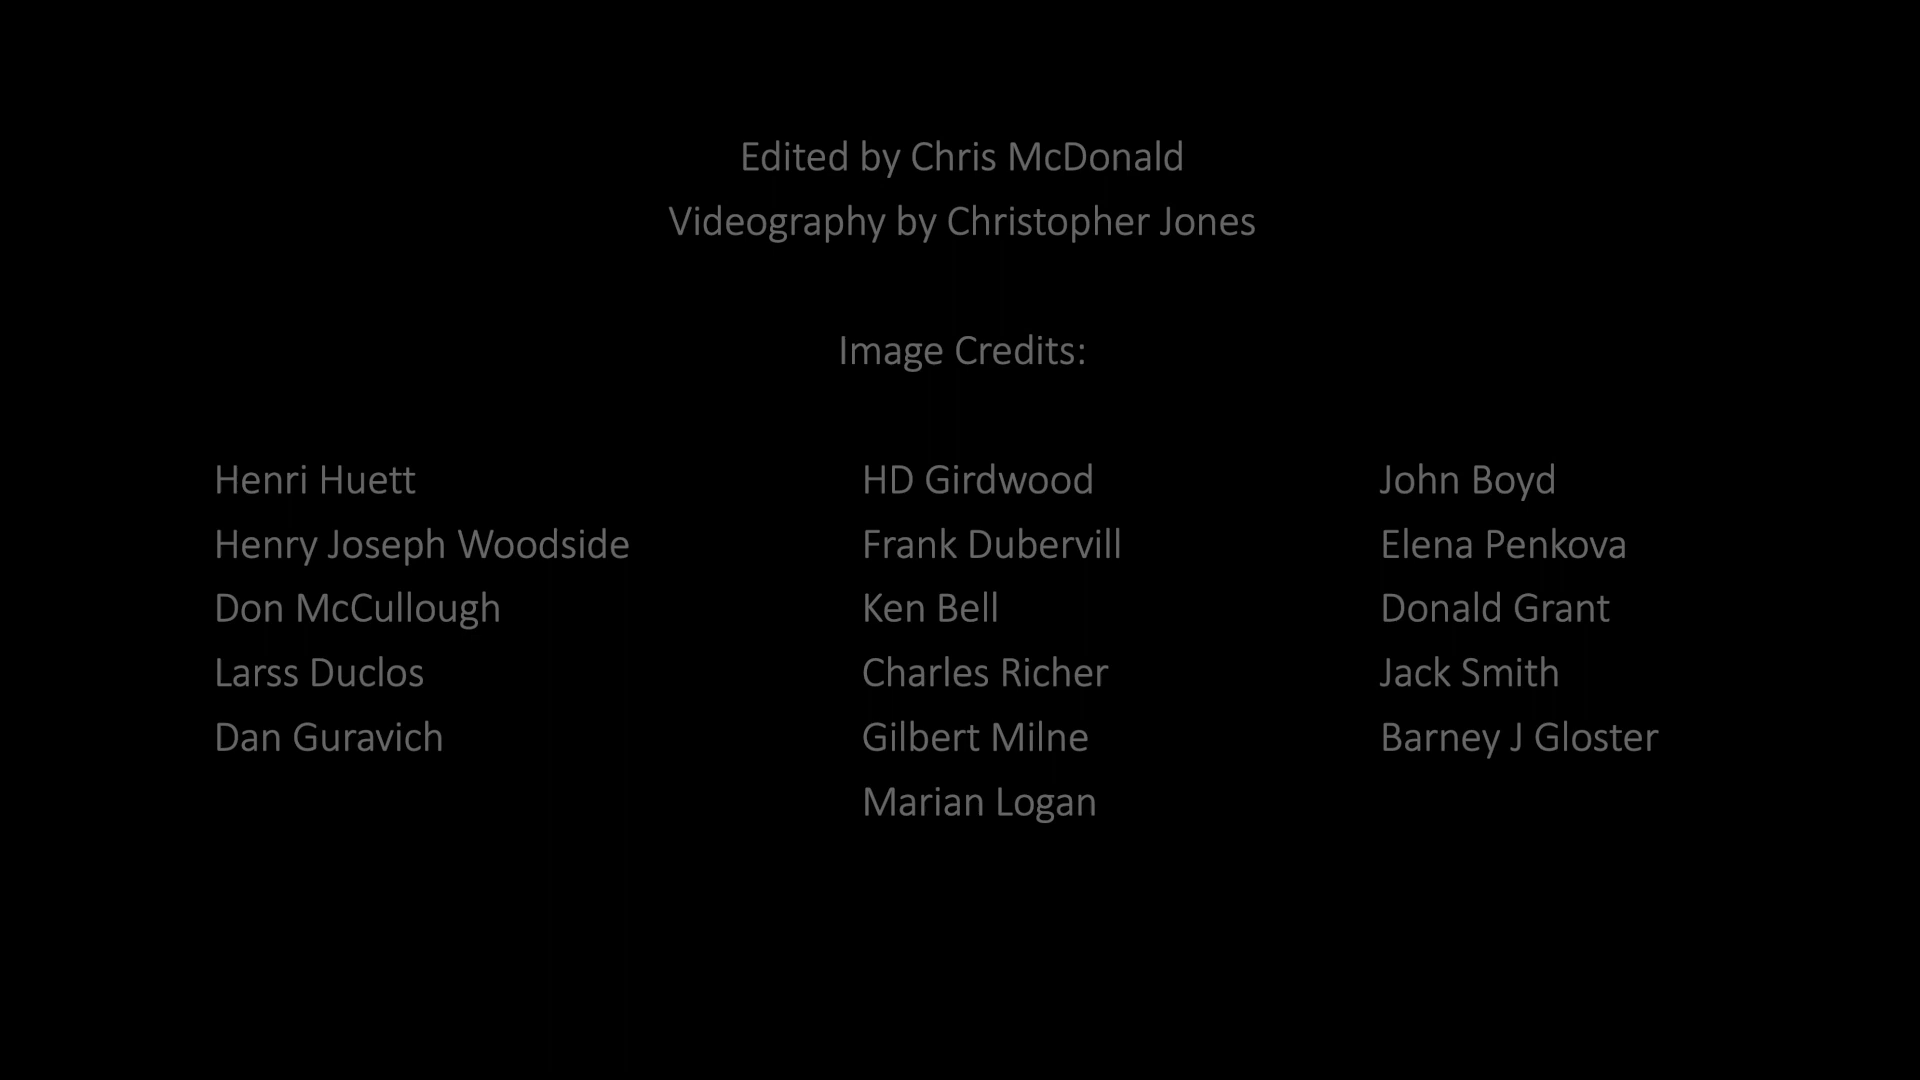 Edited by Chris McDonald
Videography by Christopher Jones
Image Credits:
Henri Huett
Henry Joseph Woodside
Don McCullough
Larss Duclos
Dan Guravich
HD Girdwood
Frank Dubervill
Ken Bell
Charles Richer
Gilbert Milne
Marian Logan
John Boyd
Elena Penkova
Donald Grant
Jack Smith
Barney J Gloster